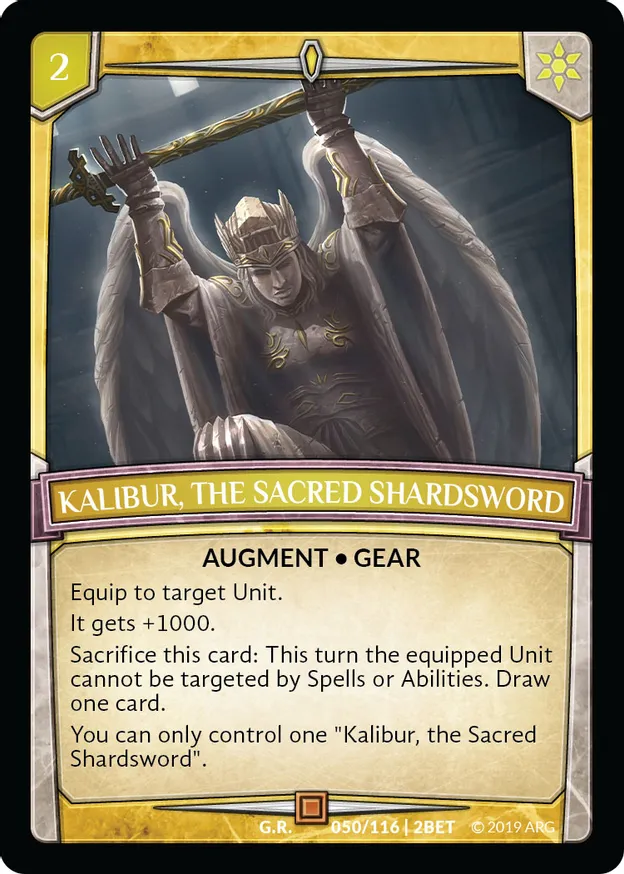 2
KALIBUR, THE SACRED SHARDSWORD
AUGMENT • GEAR
Equip to target Unit.
It gets +1000.
Sacrifice this card: This turn the equipped Unit
cannot be targeted by Spells or Abilities. Draw
one card.
You can only control one "Kalibur, the Sacred
Shardsword".
G.R. 050/116 | 2BET © 2019 ARG